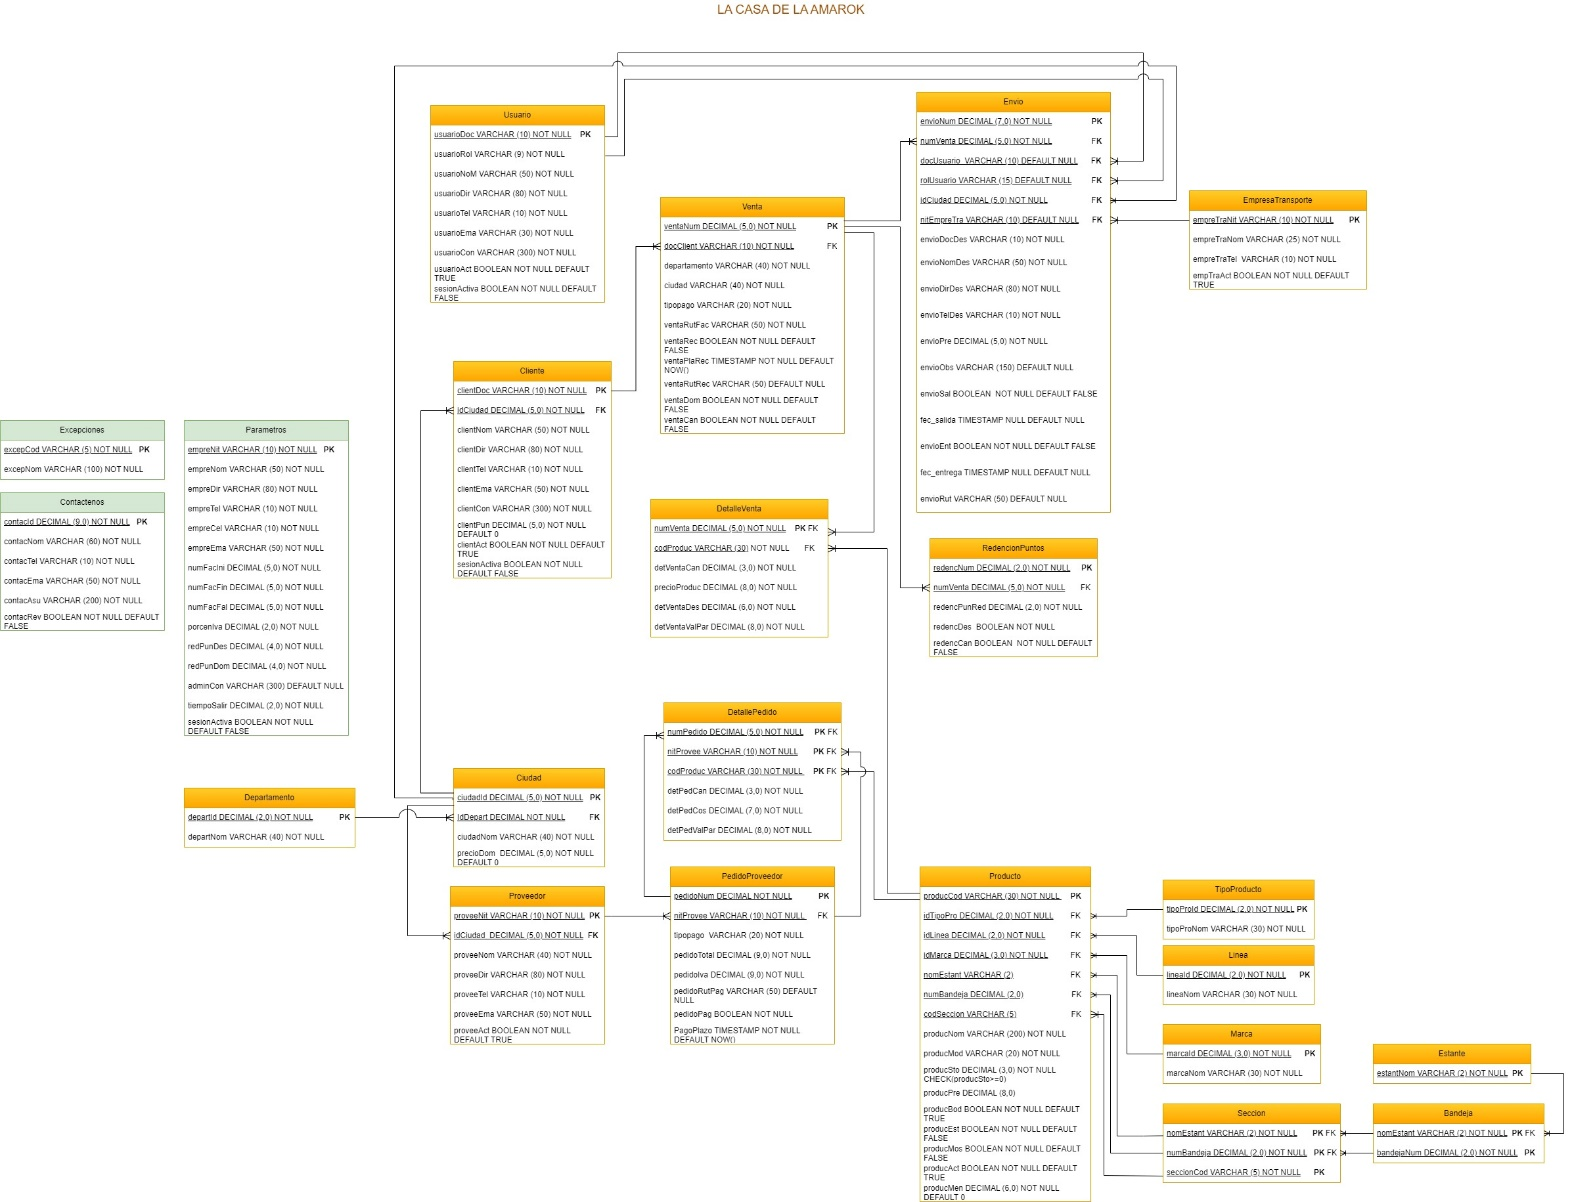 LA CASA DE LA AMAROK
Usuario
usuarioDoc VARCHAR (10) NOT NULL PK
usuarioRol VARCHAR (9) NOT NULL
usuarioNoM VARCHAR (50) NOT NULL
usuarioDir VARCHAR (80) NOT NULL
usuarioTel VARCHAR (10) NOT NULL
usuarioEma VARCHAR (30) NOT NULL
usuarioCon VARCHAR (300) NOT NULL
usuarioAct BOOLEAN NOT NULL DEFAULT
TRUE
sesionActiva BOOLEAN NOT NULL DEFAULT
FALSE
Envio
envioNum DECIMAL (7,0) NOT NULL PK
numVenta DECIMAL (5,0) NOT NULL FK
docUsuario VARCHAR (10) DEFAULT NULL FK
rolUsuario VARCHAR (15) DEFAULT NULL FK
idCiudad DECIMAL (5,0) NOT NULL FK
nitEmpreTra VARCHAR (10) DEFAULT NULL FK
envioDocDes VARCHAR (10) NOT NULL
envioNomDes VARCHAR (50) NOT NULL
envioDirDes VARCHAR (80) NOT NULL
envioTelDes VARCHAR (10) NOT NULL
envioPre DECIMAL (5,0) NOT NULL
envioObs VARCHAR (150) DEFAULT NULL
envioSal BOOLEAN NOT NULL DEFAULT FALSE
fec_salida TIMESTAMP NULL DEFAULT NULL
envioEnt BOOLEAN NOT NULL DEFAULT FALSE
fec_entrega TIMESTAMP NULL DEFAULT NULL
envioRut VARCHAR (50) DEFAULT NULL
EmpresaTransporte
empreTraNit VARCHAR (10) NOT NULL PK
empreTraNom VARCHAR (25) NOT NULL
empreTraTel VARCHAR (10) NOT NULL
empTraAct BOOLEAN NOT NULL DEFAULT
TRUE
Venta
ventaNum DECIMAL (5,0) NOT NULL PK
docClient VARCHAR (10) NOT NULL FK
departamento VARCHAR (40) NOT NULL
ciudad VARCHAR (40) NOT NULL
tipopago VARCHAR (20) NOT NULL
ventaRutFac VARCHAR (50) NOT NULL
ventaRec BOOLEAN NOT NULL DEFAULT
FALSE
ventaPlaRec TIMESTAMP NOT NULL DEFAULT
NOW()
ventaRutRec VARCHAR (50) DEFAULT NULL
ventaDom BOOLEAN NOT NULL DEFAULT
FALSE
ventaCan BOOLEAN NOT NULL DEFAULT
FALSE
Cliente
clientDoc VARCHAR (10) NOT NULL PK
idCiudad DECIMAL (5,0) NOT NULL FK
clientNom VARCHAR (50) NOT NULL
clientDir VARCHAR (80) NOT NULL
clientTel VARCHAR (10) NOT NULL
clientEma VARCHAR (50) NOT NULL
clientCon VARCHAR (300) NOT NULL
clientPun DECIMAL (5,0) NOT NULL
DEFAULT 0
clientAct BOOLEAN NOT NULL DEFAULT
TRUE
sesionActiva BOOLEAN NOT NULL
DEFAULT FALSE
Excepciones
excepCod VARCHAR (5) NOT NULL PK
excepNom VARCHAR (100) NOT NULL
Contactenos
contacId DECIMAL (9,0) NOT NULL PK
contacNom VARCHAR (60) NOT NULL
contacTel VARCHAR (10) NOT NULL
contacEma VARCHAR (50) NOT NULL
contacAsu VARCHAR (200) NOT NULL
contacRev BOOLEAN NOT NULL DEFAULT
FALSE
Parametros
empreNit VARCHAR (10) NOT NULL PK
empreNom VARCHAR (50) NOT NULL
empreDir VARCHAR (80) NOT NULL
empreTel VARCHAR (10) NOT NULL
empreCel VARCHAR (10) NOT NULL
empreEma VARCHAR (50) NOT NULL
numFacIni DECIMAL (5,0) NOT NULL
numFacFin DECIMAL (5,0) NOT NULL
numFacFal DECIMAL (5,0) NOT NULL
porcenIva DECIMAL (2,0) NOT NULL
redPunDes DECIMAL (4,0) NOT NULL
redPunDom DECIMAL (4,0) NOT NULL
adminCon VARCHAR (300) DEFAULT NULL
tiempoSalir DECIMAL (2,0) NOT NULL
sesionActiva BOOLEAN NOT NULL
DEFAULT FALSE
DetalleVenta
numVenta DECIMAL (5,0) NOT NULL PK FK
codProduc VARCHAR (30) NOT NULL FK
detVentaCan DECIMAL (3,0) NOT NULL
precioProduc DECIMAL (8,0) NOT NULL
detVentaDes DECIMAL (6,0) NOT NULL
detVentaValPar DECIMAL (8,0) NOT NULL
RedencionPuntos
redencNum DECIMAL (2,0) NOT NULL PK
numVenta DECIMAL (5,0) NOT NULL FK
redencPunRed DECIMAL (2,0) NOT NULL
redencDes BOOLEAN NOT NULL
redencCan BOOLEAN NOT NULL DEFAULT
FALSE
DetallePedido
numPedido DECIMAL (5,0) NOT NULL PK FK
nitProvee VARCHAR (10) NOT NULL PK FK
codProduc VARCHAR (30) NOT NULL PK FK
detPedCan DECIMAL (3,0) NOT NULL
detPedCos DECIMAL (7,0) NOT NULL
detPedValPar DECIMAL (8,0) NOT NULL
Departamento
departId DECIMAL (2,0) NOT NULL PK
departNom VARCHAR (40) NOT NULL
Ciudad
ciudadId DECIMAL (5,0) NOT NULL PK
idDepart DECIMAL NOT NULL FK
ciudadNom VARCHAR (40) NOT NULL
precioDom DECIMAL (5,0) NOT NULL
DEFAULT 0
Proveedor
proveeNit VARCHAR (10) NOT NULL PK
idCiudad DECIMAL (5,0) NOT NULL FK
proveeNom VARCHAR (40) NOT NULL
proveeDir VARCHAR (80) NOT NULL
proveeTel VARCHAR (10) NOT NULL
proveeEma VARCHAR (50) NOT NULL
proveeAct BOOLEAN NOT NULL
DEFAULT TRUE
PedidoProveedor
pedidoNum DECIMAL NOT NULL PK
nitProvee VARCHAR (10) NOT NULL FK
tipopago VARCHAR (20) NOT NULL
pedidoTotal DECIMAL (9,0) NOT NULL
pedidoIva DECIMAL (9,0) NOT NULL
pedidoRutPag VARCHAR (50) DEFAULT
NULL
pedidoPag BOOLEAN NOT NULL
PagoPlazo TIMESTAMP NOT NULL
DEFAULT NOW()
Producto
producCod VARCHAR (30) NOT NULL PK
idTipoPro DECIMAL (2,0) NOT NULL FK
idLinea DECIMAL (2,0) NOT NULL FK
idMarca DECIMAL (3,0) NOT NULL FK
nomEstant VARCHAR (2) FK
numBandeja DECIMAL (2,0) FK
codSeccion VARCHAR (5) FK
producNom VARCHAR (200) NOT NULL
producMod VARCHAR (20) NOT NULL
producSto DECIMAL (3,0) NOT NULL
CHECK(producSto>=0)
producPre DECIMAL (8,0)
producBod BOOLEAN NOT NULL DEFAULT
TRUE
producEst BOOLEAN NOT NULL DEFAULT
FALSE
producMos BOOLEAN NOT NULL DEFAULT
FALSE
producAct BOOLEAN NOT NULL DEFAULT
TRUE
producMen DECIMAL (6,0) NOT NULL
DEFAULT 0
TipoProducto
tipoProId DECIMAL (2,0) NOT NULL PK
tipoProNom VARCHAR (30) NOT NULL
Linea
lineaId DECIMAL (2,0) NOT NULL PK
lineaNom VARCHAR (30) NOT NULL
Marca
marcaId DECIMAL (3,0) NOT NULL PK
marcaNom VARCHAR (30) NOT NULL
Estante
estantNom VARCHAR (2) NOT NULL PK
Seccion
nomEstant VARCHAR (2) NOT NULL PK FK
numBandeja DECIMAL (2,0) NOT NULL PK FK
seccionCod VARCHAR (5) NOT NULL PK
Bandeja
nomEstant VARCHAR (2) NOT NULL PK FK
bandejaNum DECIMAL (2,0) NOT NULL PK